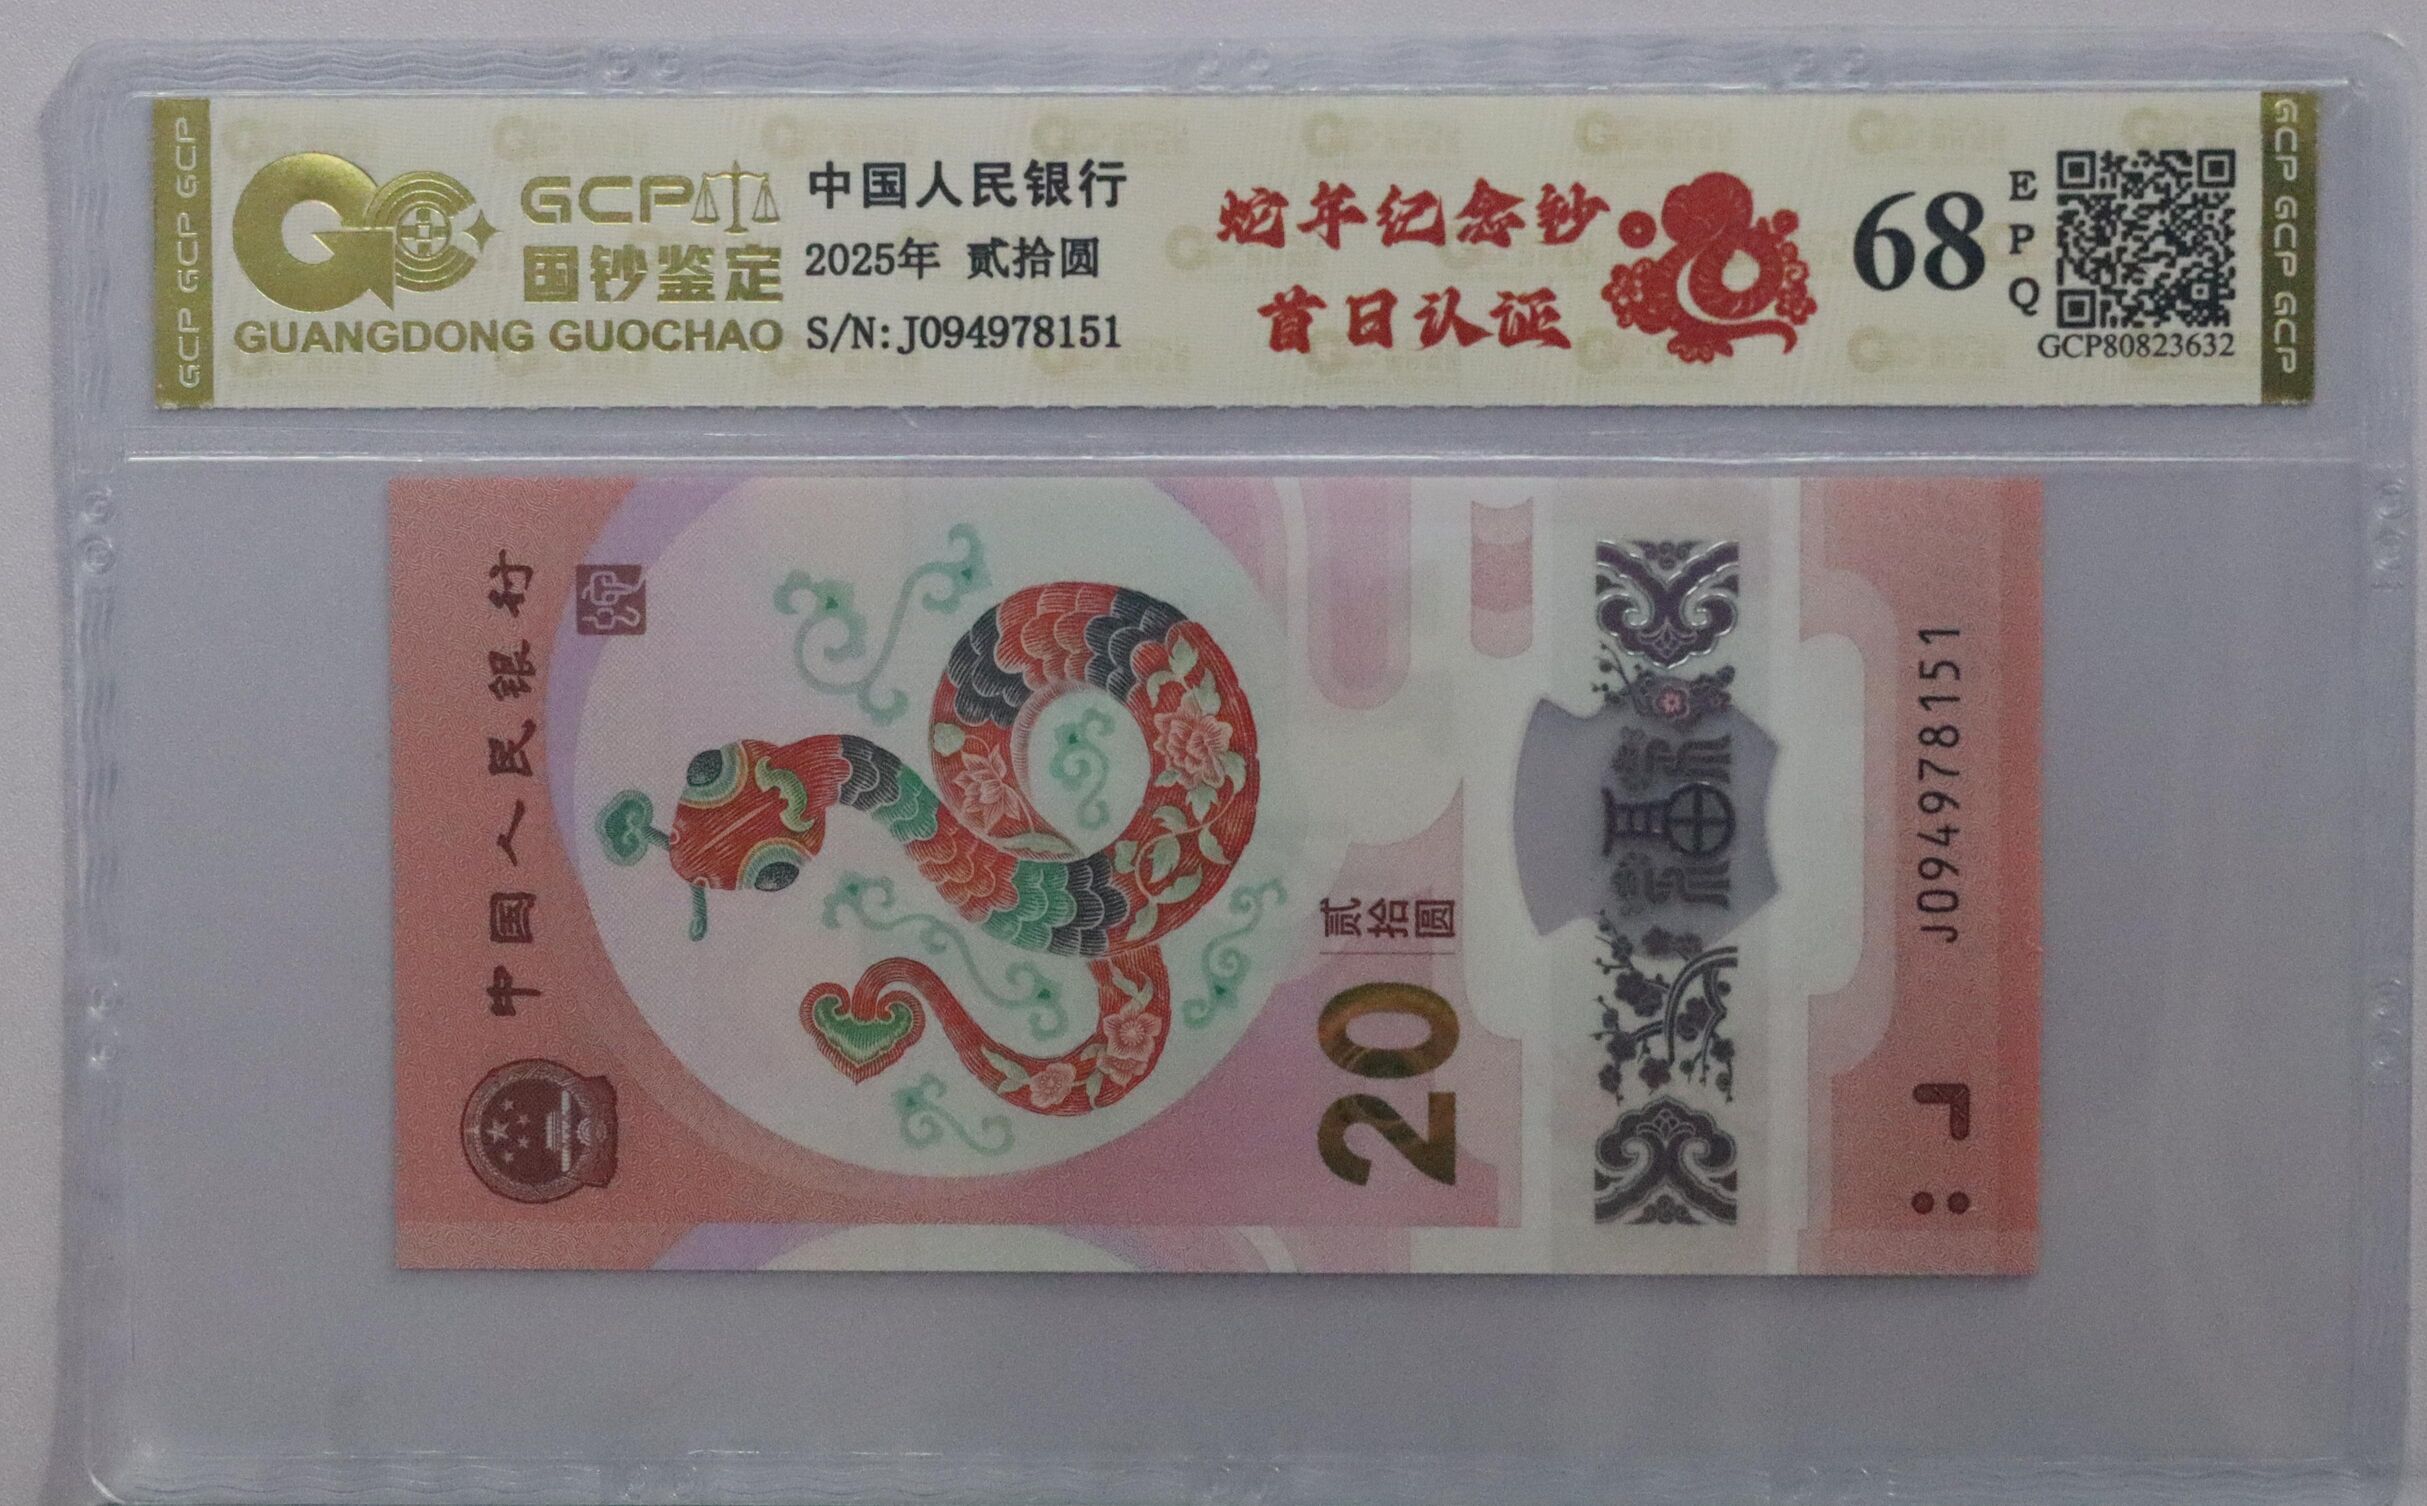 GCP GCP GCP
GCP
国钞鉴定
GUANGDONG GUOCHAO
中国人民银行
2025年 贰拾圆
S/N: J094978151
蛇年纪念钞
首日认证
68
EPQ
GCP80823632
GCP GCP GCP
中国人民银行
贰拾圆
20
福
J094978151